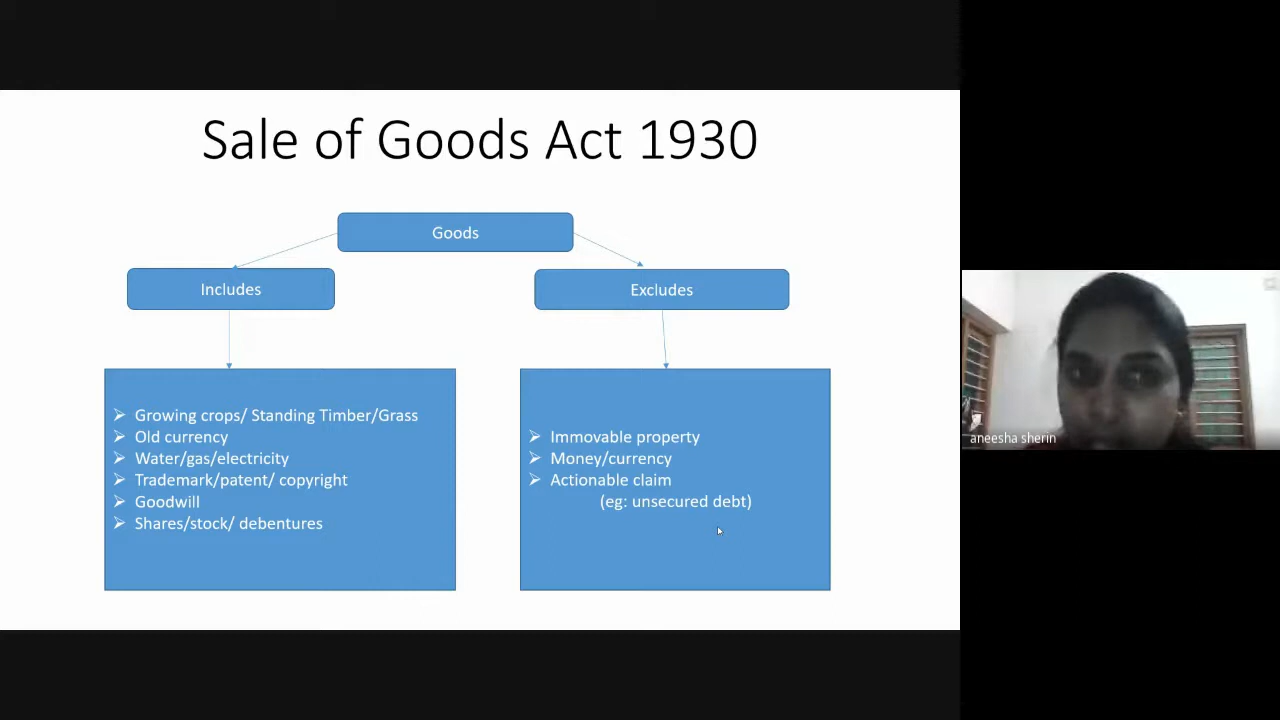 Sale of Goods Act 1930
Goods
Includes
Excludes
Growing crops/ Standing Timber/Grass
Old currency
Water/gas/electricity
Trademark/patent/ copyright
Goodwill
Shares/stock/ debentures
Immovable property
Money/currency
Actionable claim
(eg: unsecured debt)
aneesha sherin